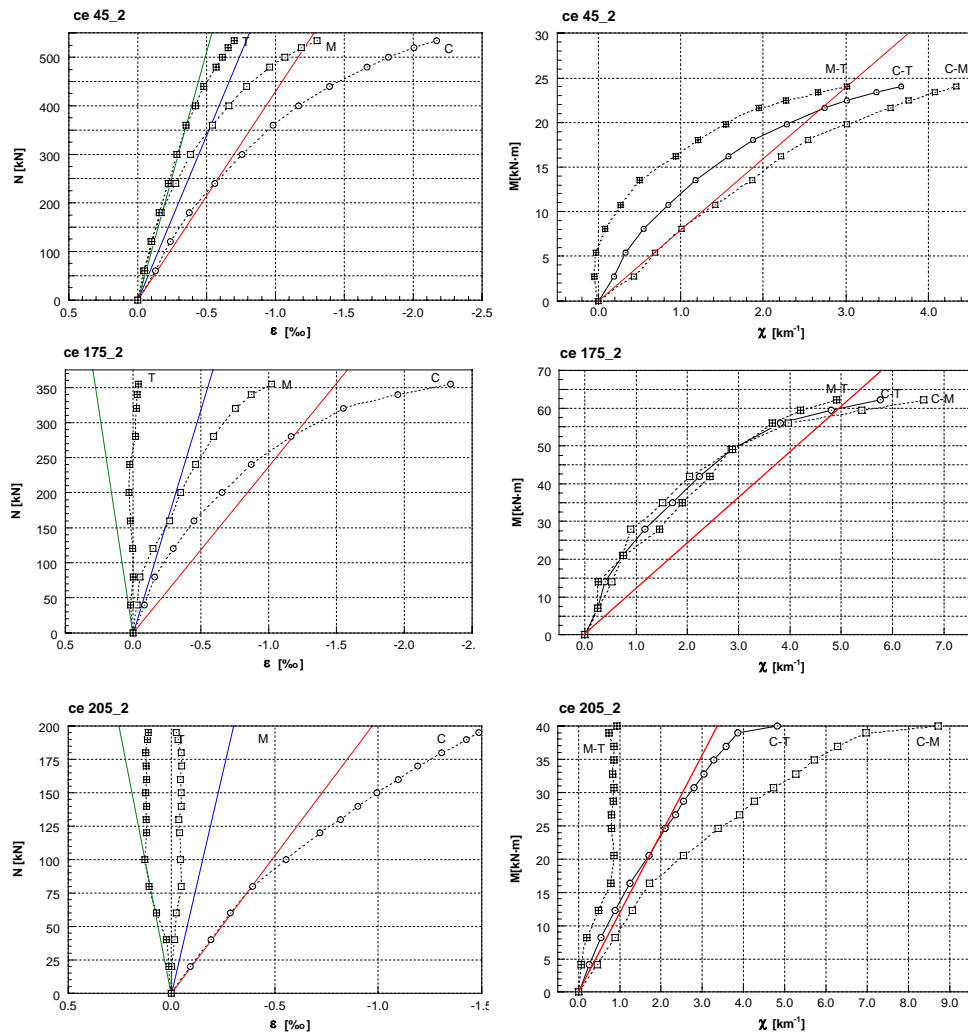 ce 45_2
N [kN]
500
400
300
200
100
0
T
M
C
0.0 -0.5 -1.0 -1.5 -2.0 -2.5
ε [‰]
ce 45_2
M[kN-m]
30
25
20
15
10
5
0
M-T
C-T
C-M
0.0 1.0 2.0 3.0 4.0
χ [km-1]
ce 175_2
N [kN]
350
300
250
200
150
100
50
0
T
M
C
0.5 0.0 -0.5 -1.0 -1.5 -2.0 -2.5
ε [‰]
ce 175_2
M[kN-m]
70
60
50
40
30
20
10
0
M-T
C-T
C-M
0.0 1.0 2.0 3.0 4.0 5.0 6.0 7.0
χ [km-1]
ce 205_2
N [kN]
200
175
150
125
100
75
50
25
0
T
M
C
0.5 0.0 -0.5 -1.0 -1.5
ε [‰]
ce 205_2
M[kN-m]
40
35
30
25
20
15
10
5
0
M-T
C-T
C-M
0.0 1.0 2.0 3.0 4.0 5.0 6.0 7.0 8.0 9.0
χ [km-1]